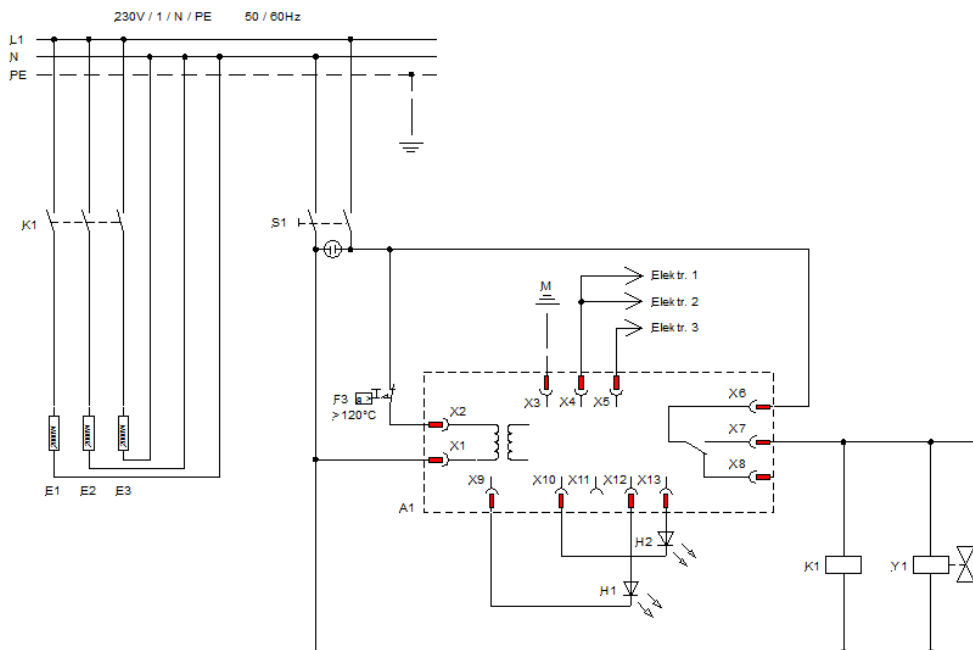 230V / 1 / N / PE 50 / 60Hz
L1
N
PE
K1
S1
M
Elektr. 1
Elektr. 2
Elektr. 3
F3
>120°C
X3 X4 X5
X6
X2
X7
X1
X8
X9 X10 X11 X12 X13
A1
E1 E2 E3
H2
H1
K1
Y1